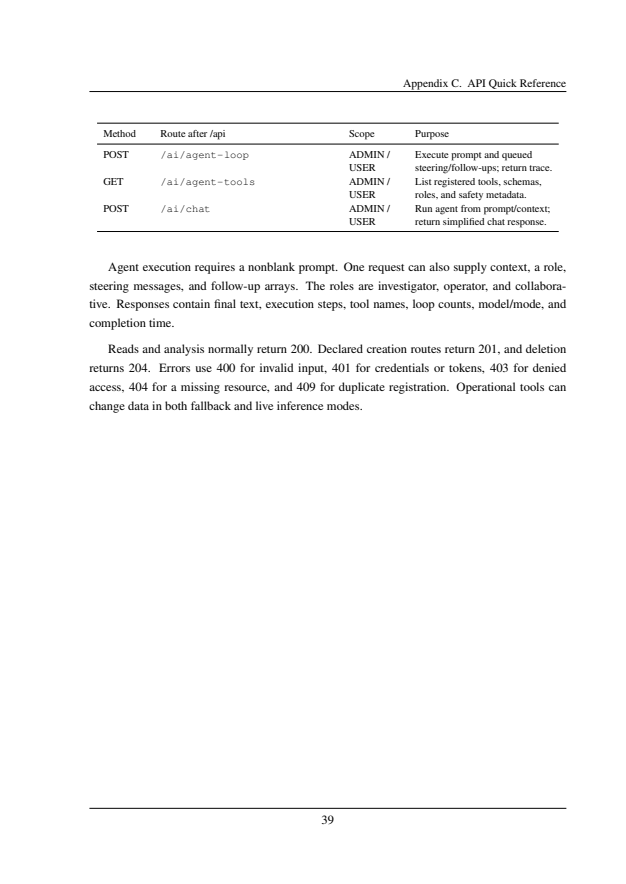 Appendix C. API Quick Reference
Method Route after /api Scope Purpose
POST /ai/agent-loop ADMIN / Execute prompt and queued
USER steering/follow-ups; return trace.
GET /ai/agent-tools ADMIN / List registered tools, schemas,
USER roles, and safety metadata.
POST /ai/chat ADMIN / Run agent from prompt/context;
USER return simplified chat response.
Agent execution requires a nonblank prompt. One request can also supply context, a role,
steering messages, and follow-up arrays. The roles are investigator, operator, and collabora-
tive. Responses contain final text, execution steps, tool names, loop counts, model/mode, and
completion time.
Reads and analysis normally return 200. Declared creation routes return 201, and deletion
returns 204. Errors use 400 for invalid input, 401 for credentials or tokens, 403 for denied
access, 404 for a missing resource, and 409 for duplicate registration. Operational tools can
change data in both fallback and live inference modes.
39